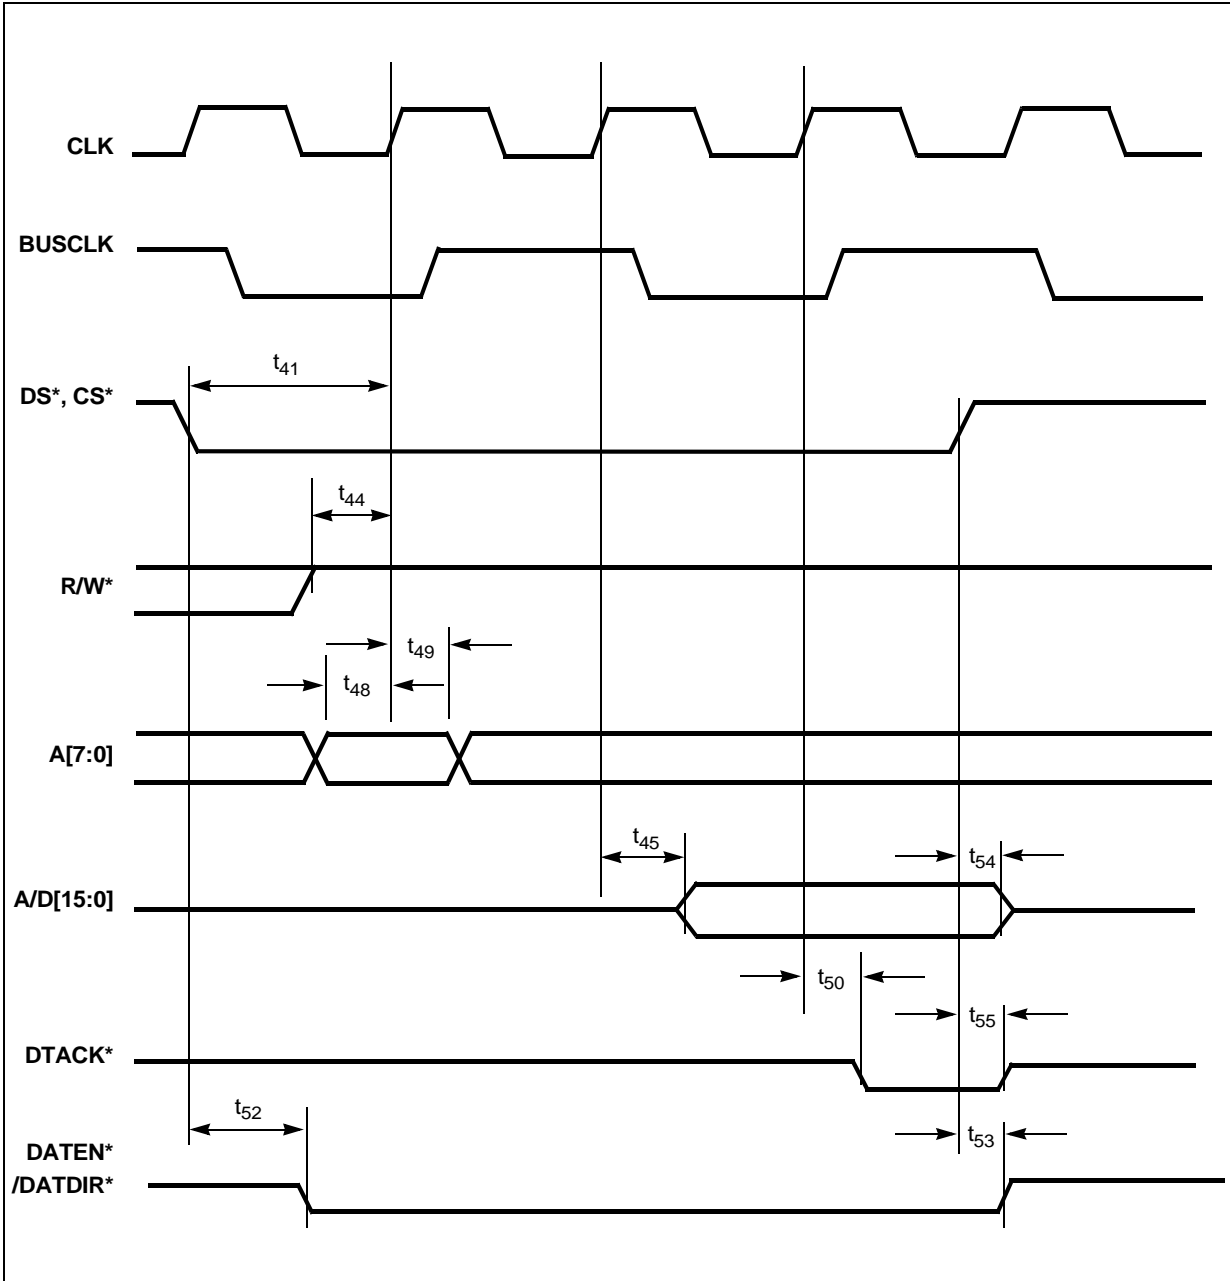 CLK
BUSCLK
t41
DS*, CS*
t44
R/W*
t49
t48
A[7:0]
t45
t54
A/D[15:0]
t50
t55
DTACK*
t52
t53
DATEN*
/DATDIR*